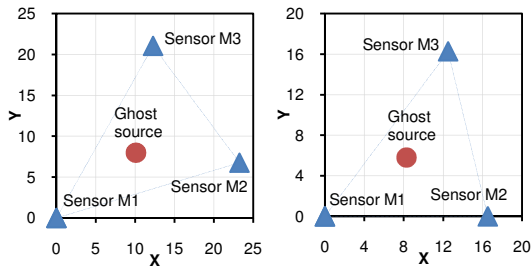 25
20
15
10
5
0
Y
Sensor M3
Ghost
source
Sensor M2
Sensor M1
0 5 10 15 20 25
X
20
16
12
8
4
0
Y
Sensor M3
Ghost
source
Sensor M1
Sensor M2
0 4 8 12 16 20
X